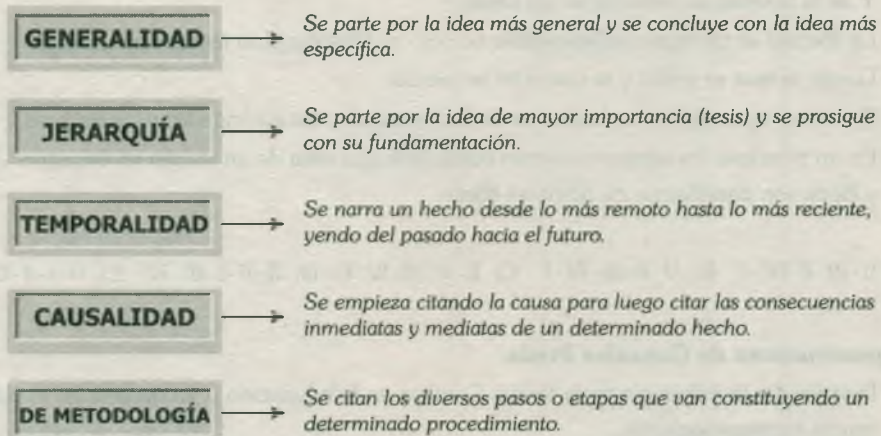 GENERALIDAD
Se parte por la idea más general y se concluye con la idea más
específica.
JERARQUÍA
Se parte por la idea de mayor importancia (tesis) y se prosigue
con su fundamentación.
TEMPORALIDAD
Se narra un hecho desde lo más remoto hasta lo más reciente,
yendo del pasado hacia el futuro.
CAUSALIDAD
Se empieza citando la causa para luego citar las consecuencias
inmediatas y mediatas de un determinado hecho.
DE METODOLOGÍA
Se citan los diversos pasos o etapas que van constituyendo un
determinado procedimiento.